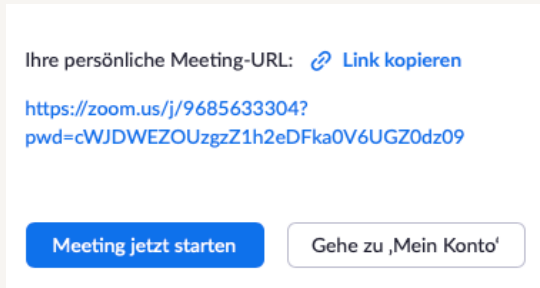 Ihre persönliche Meeting-URL: Link kopieren
https://zoom.us/j/9685633304?
pwd=cWJDWEZOUzgzZ1h2eDFka0V6UGZ0dz09
Meeting jetzt starten Gehe zu ‚Mein Konto‘